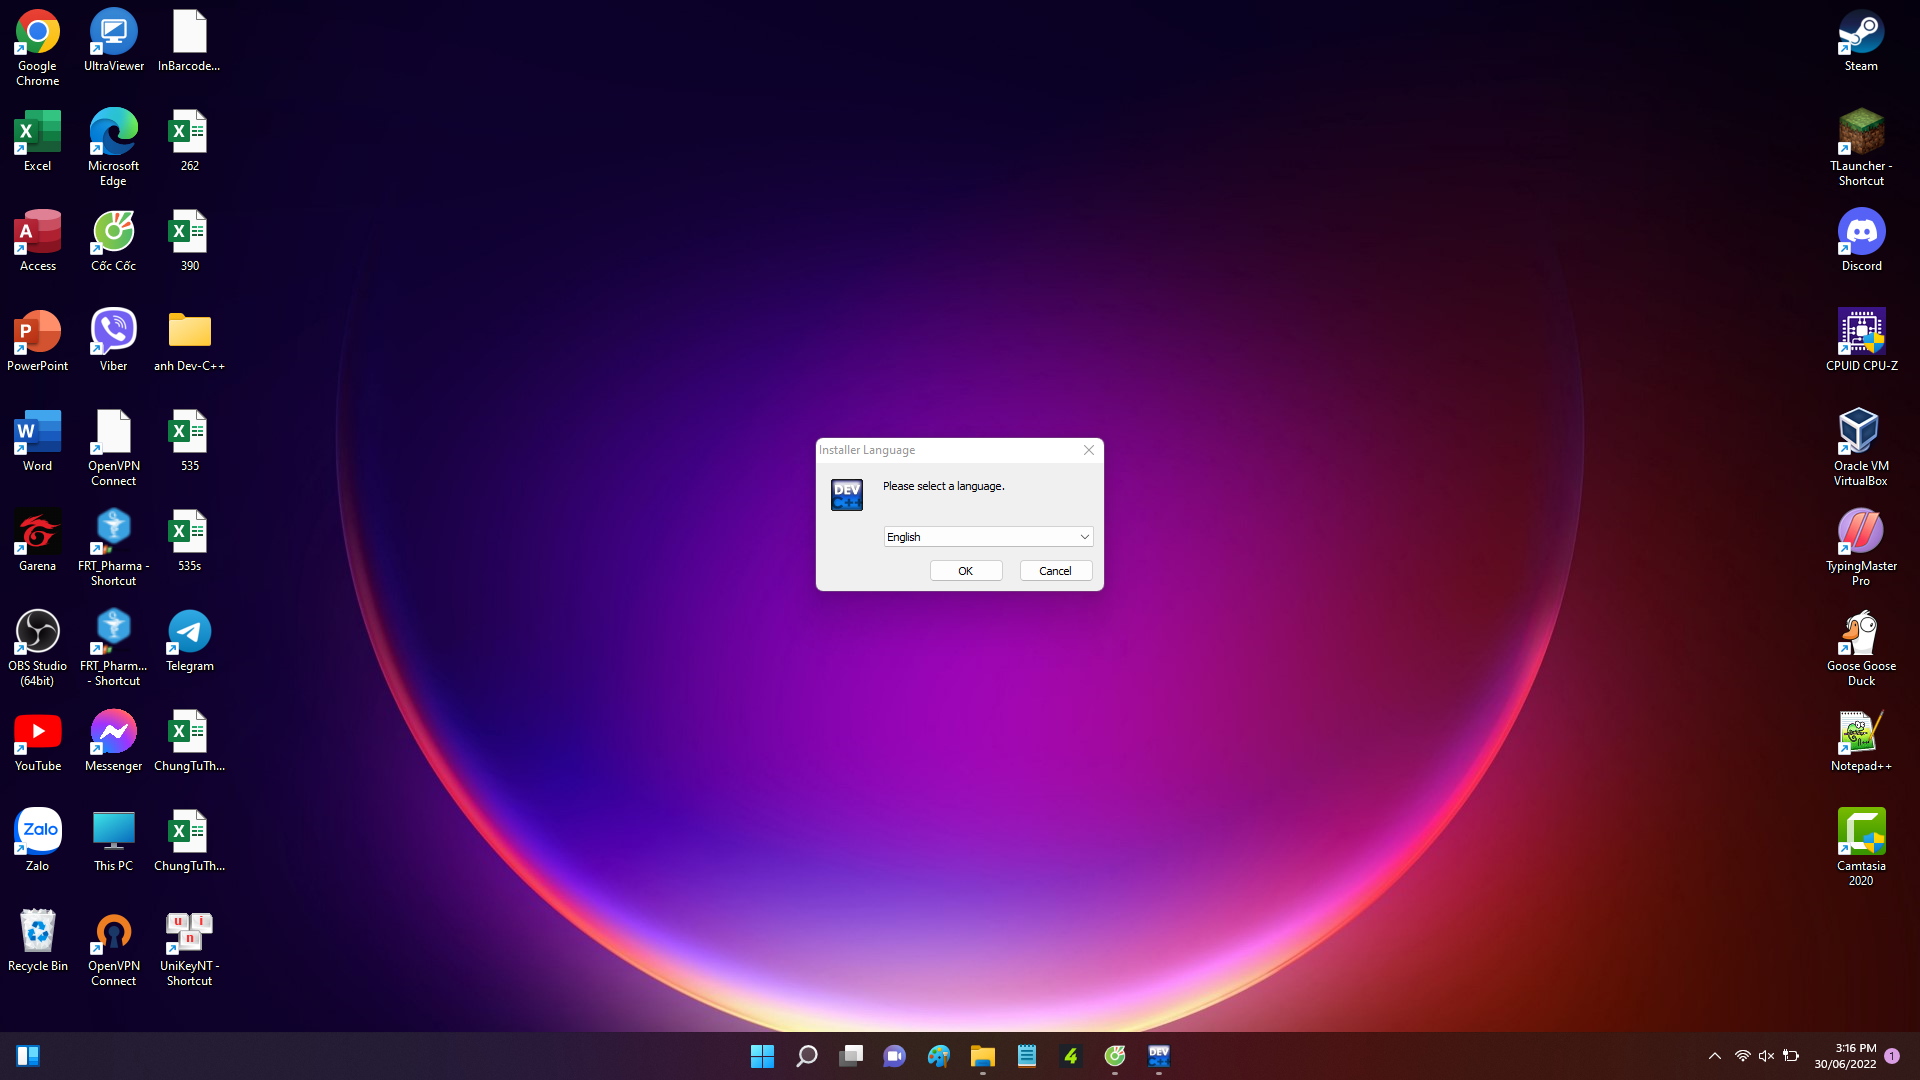 Google
Chrome
UltraViewer
InBarcode...
Excel
Microsoft
Edge
262
Access
Cốc Cốc
390
PowerPoint
Viber
anh Dev-C++
Word
OpenVPN
Connect
535
Garena
FRT_Pharma -
Shortcut
535s
OBS Studio
(64bit)
FRT_Pharm...
- Shortcut
Telegram
YouTube
Messenger
ChungTuTh...
Zalo
Zalo
This PC
ChungTuTh...
Recycle Bin
OpenVPN
Connect
u i
n
UniKeyNT -
Shortcut
Installer Language
DEV
C++
Please select a language.
English
OK
Cancel
Steam
TLauncher -
Shortcut
Discord
CPUID CPU-Z
Oracle VM
VirtualBox
TypingMaster
Pro
Goose Goose
Duck
Notepad++
Camtasia
2020
4
DEV
C++
3:16 PM
30/06/2022
1